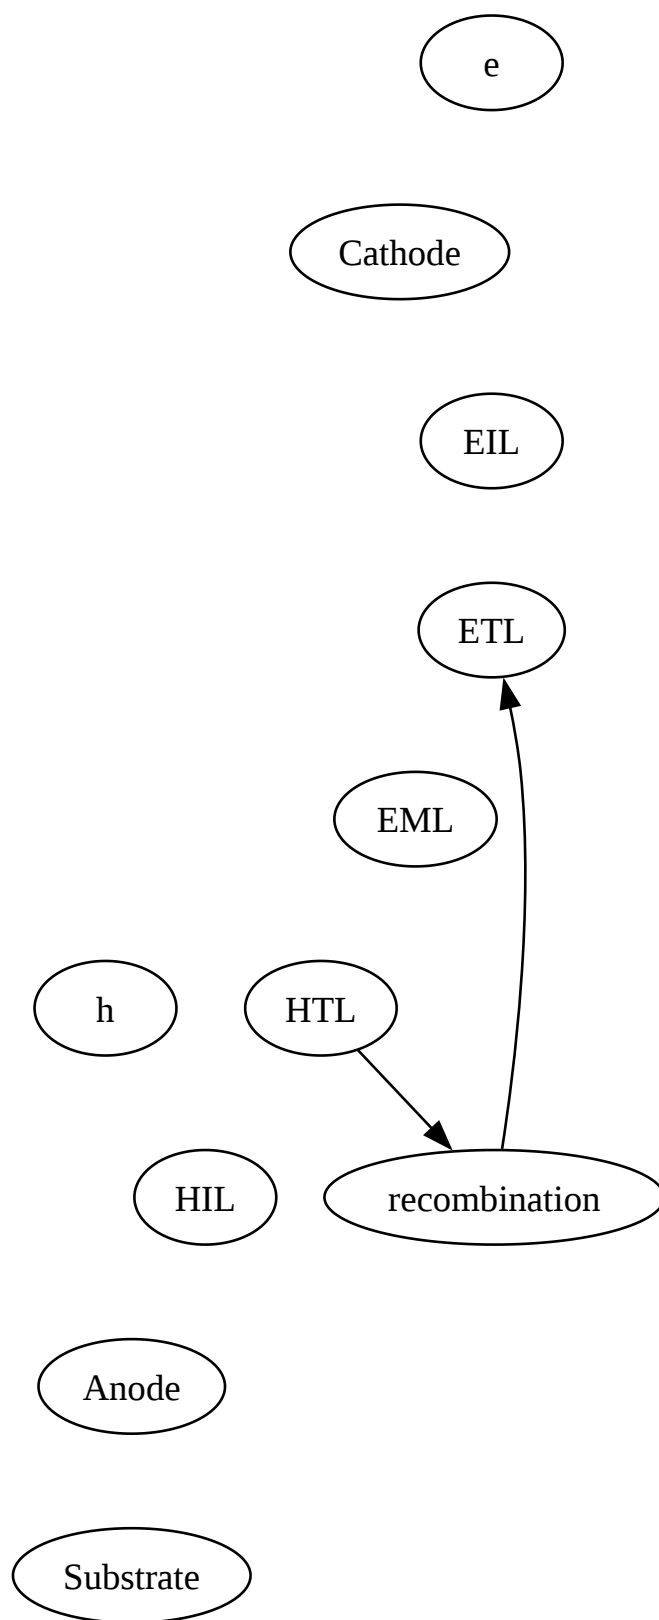 e
Cathode
EIL
ETL
EML
h
HTL
HIL
recombination
Anode
Substrate